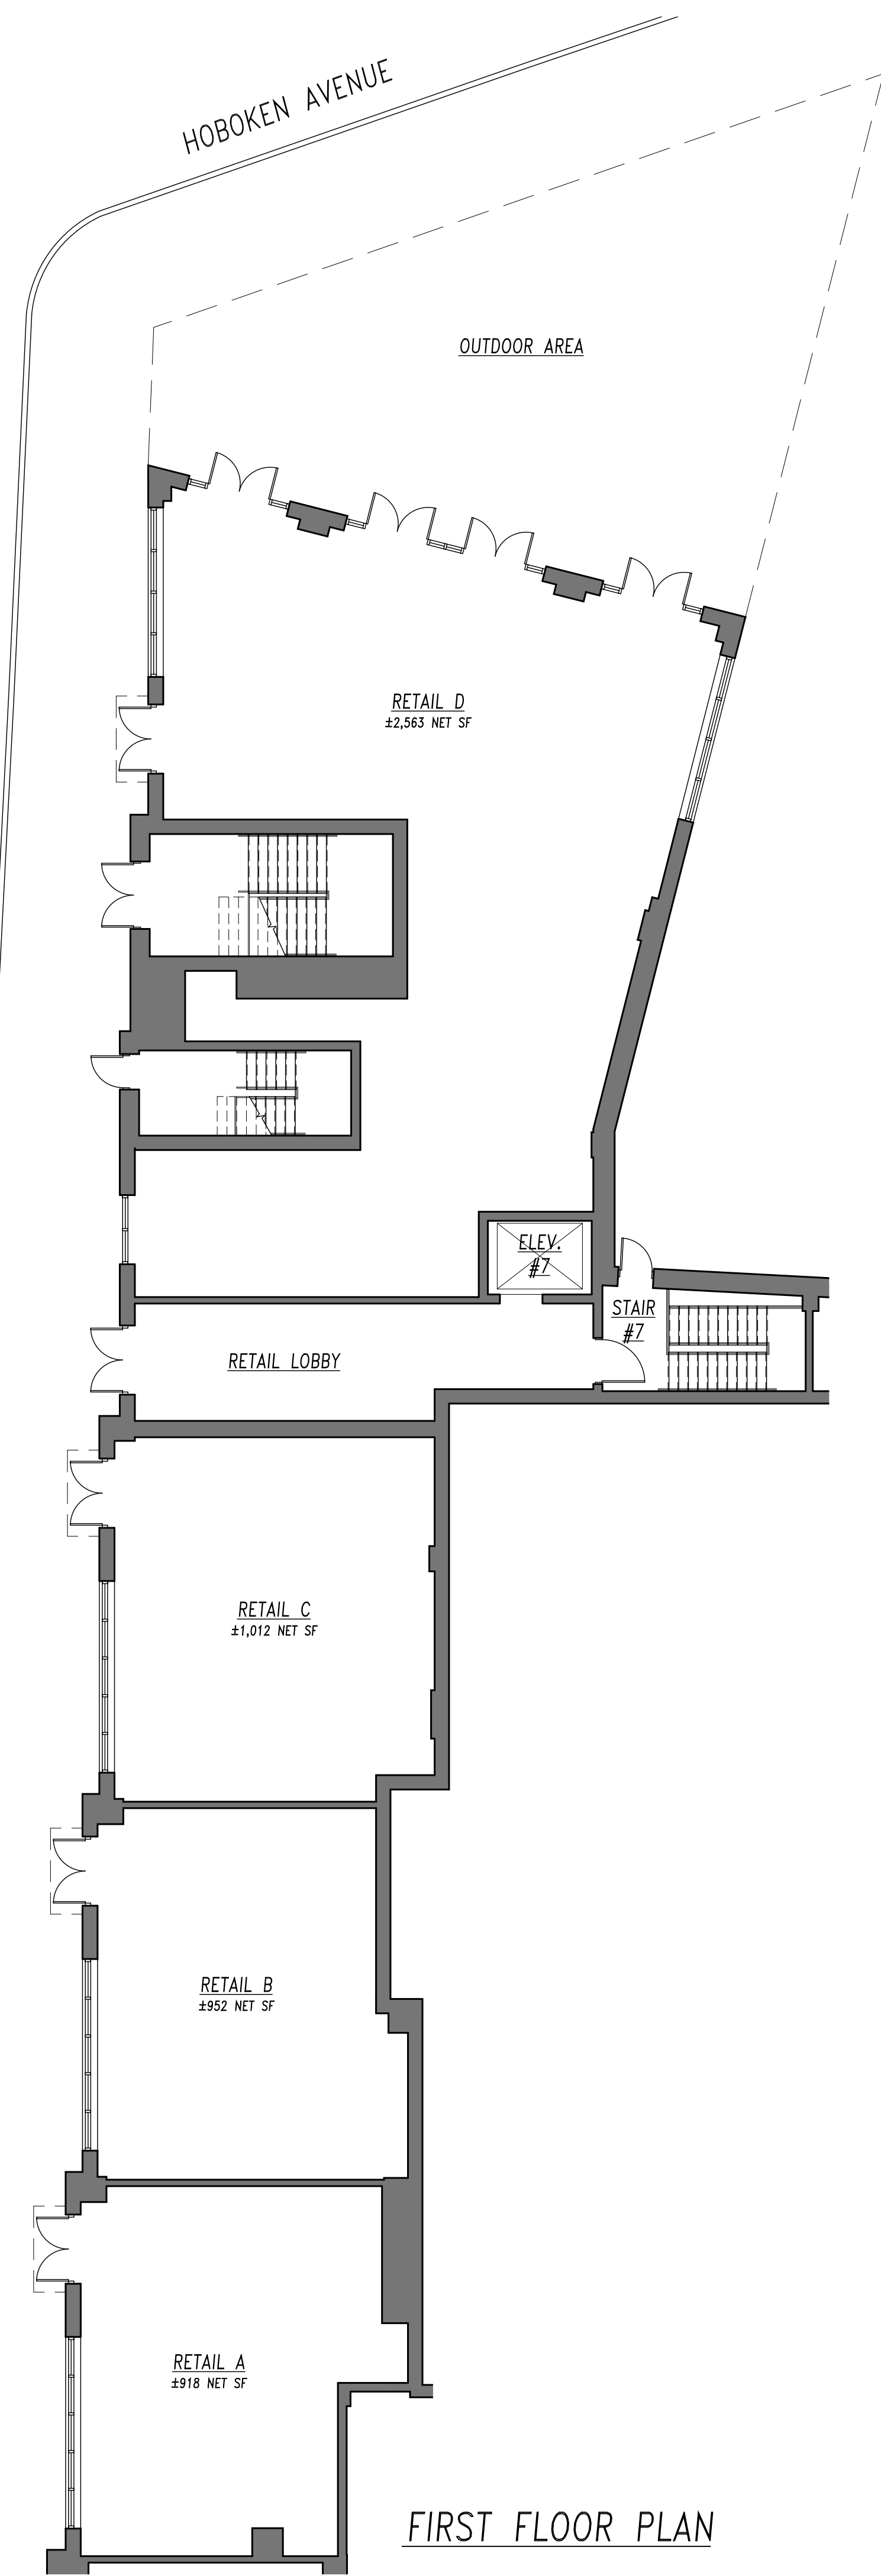 HOBOKEN AVENUE
OUTDOOR AREA
RETAIL D
±2,563 NET SF
ELEV.
#7
STAIR
#7
RETAIL LOBBY
RETAIL C
±1,012 NET SF
RETAIL B
±952 NET SF
RETAIL A
±918 NET SF
FIRST FLOOR PLAN